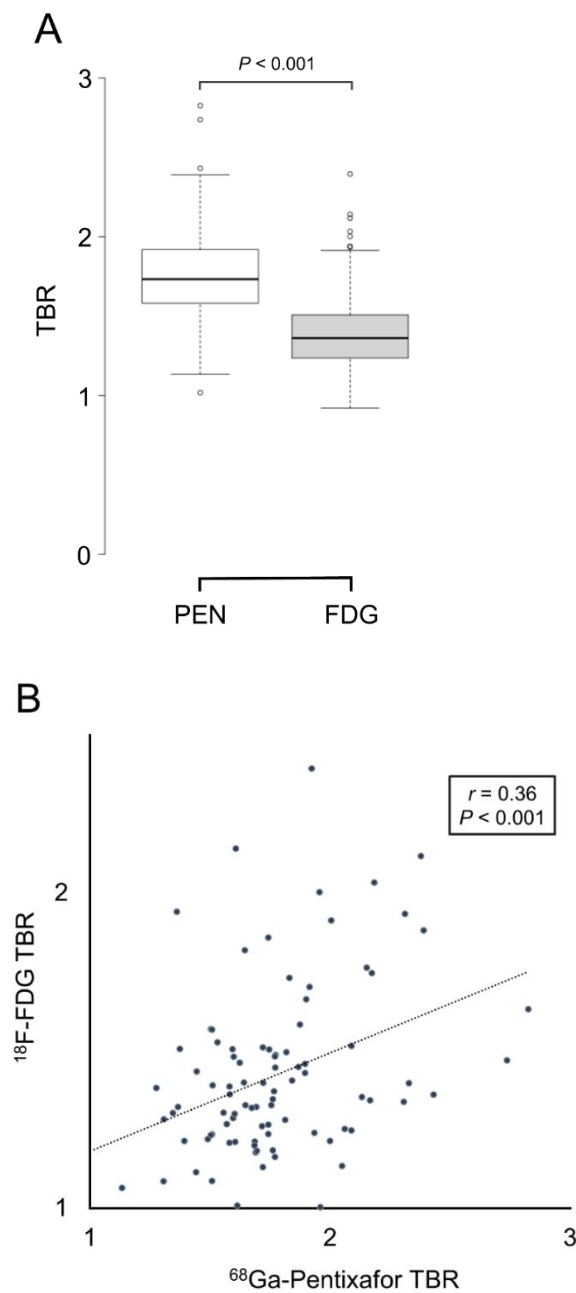 A
P < 0.001
3
2
1
0
TBR
PEN FDG
B
r = 0.36
P < 0.001
2
1
¹⁸F-FDG TBR
1 2 3
⁶⁸Ga-Pentixafor TBR